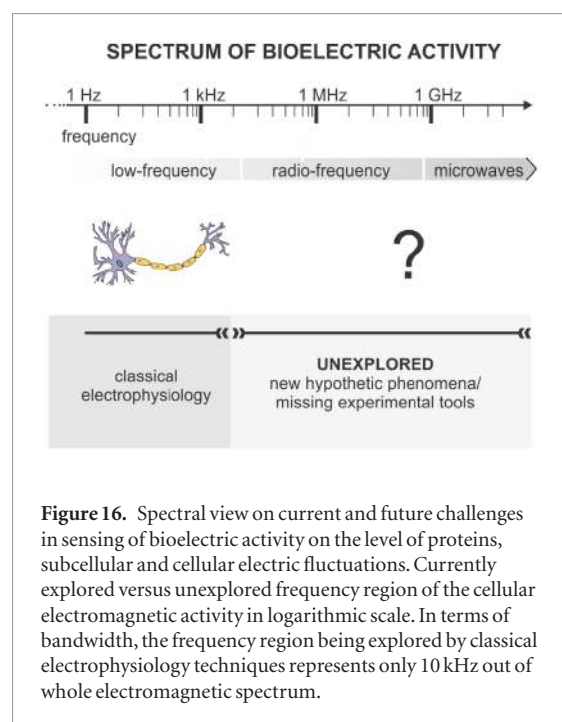 SPECTRUM OF BIOELECTRIC ACTIVITY
1 Hz 1 kHz 1 MHz 1 GHz
frequency
low-frequency radio-frequency microwaves
?
classical
electrophysiology
UNEXPLORED
new hypothetic phenomena/
missing experimental tools
Figure 16. Spectral view on current and future challenges
in sensing of bioelectric activity on the level of proteins,
subcellular and cellular electric fluctuations. Currently
explored versus unexplored frequency region of the cellular
electromagnetic activity in logarithmic scale. In terms of
bandwidth, the frequency region being explored by classical
electrophysiology techniques represents only 10 kHz out of
whole electromagnetic spectrum.